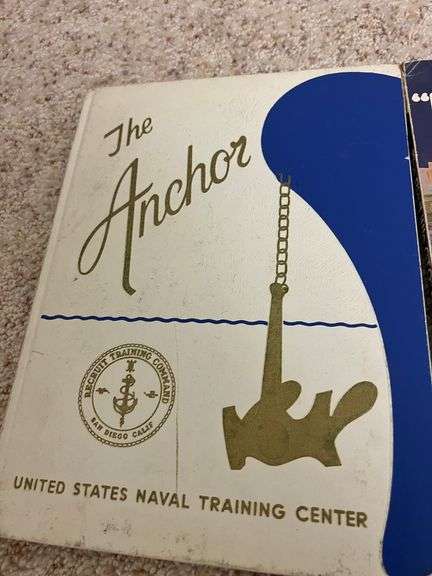 The
Anchor
RECRUIT TRAINING COMMAND
SAN DIEGO CALIF
UNITED STATES NAVAL TRAINING CENTER